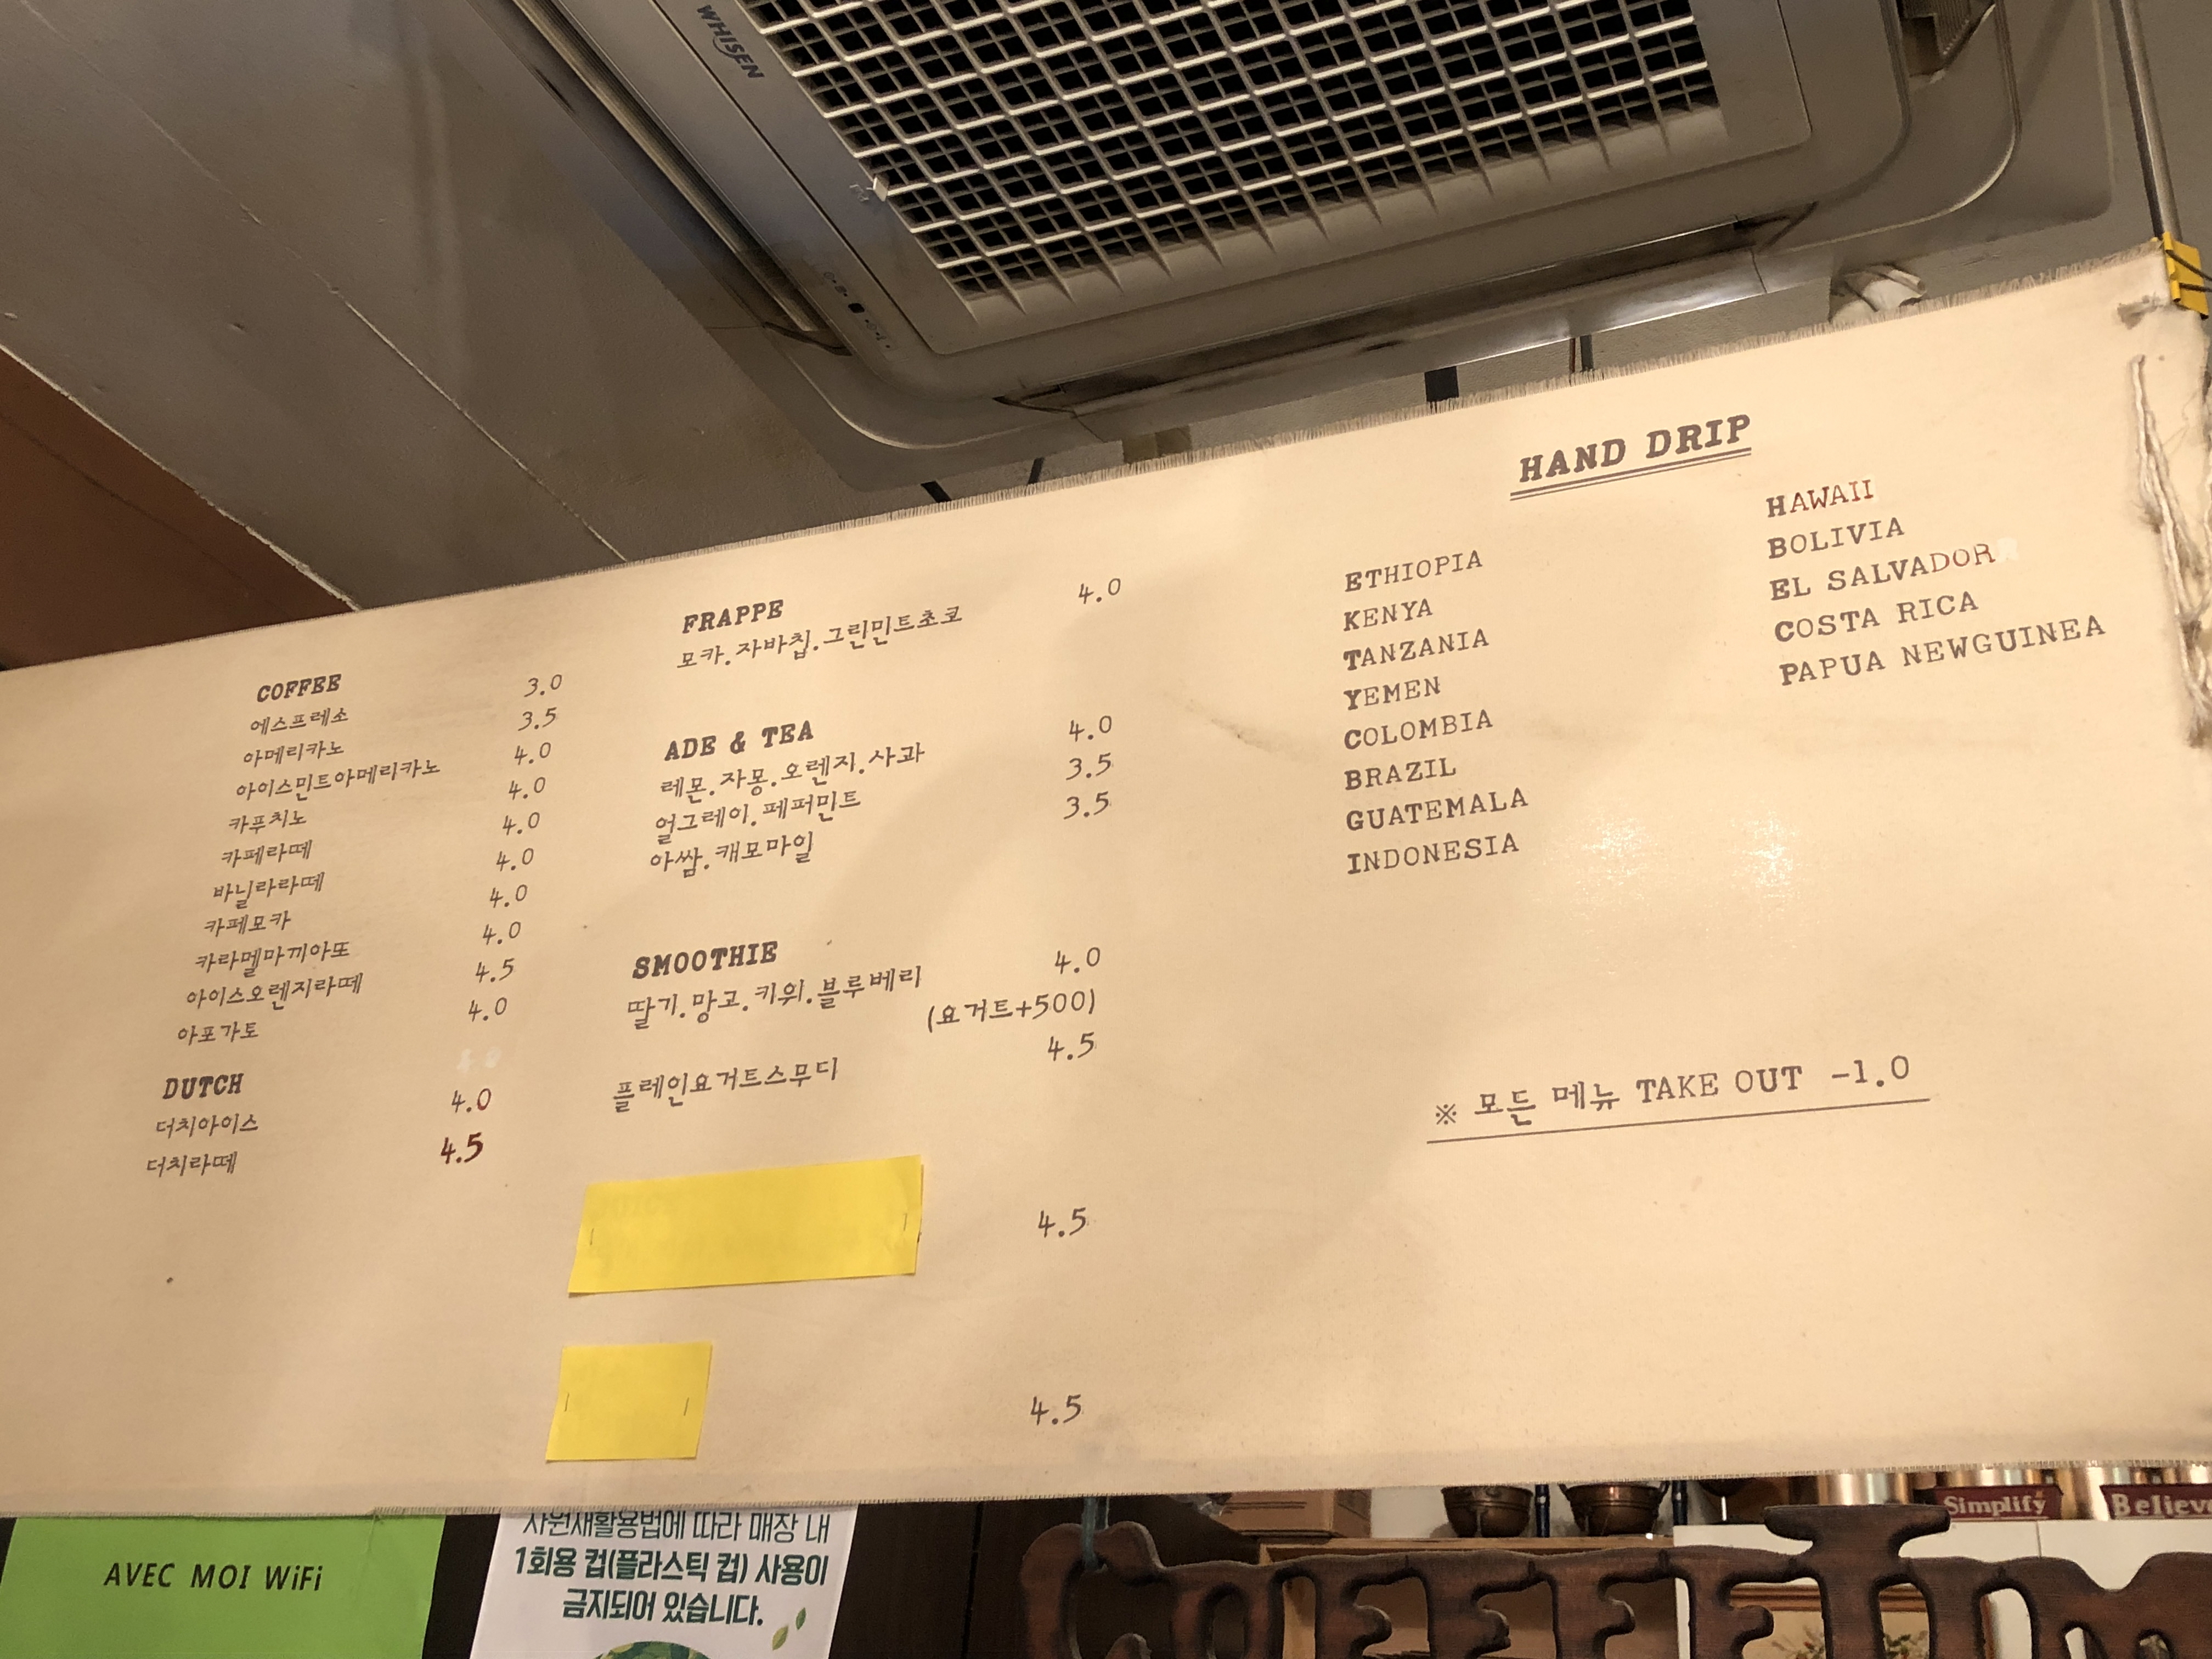 WHISEN
COFFEE
에스프레소 3.0
아메리카노 3.5
아이스민트아메리카노 4.0
카푸치노 4.0
카페라떼 4.0
바닐라라떼 4.0
카페모카 4.0
카라멜마끼아또 4.0
아이스오렌지라떼 4.5
아포가토 4.0
DUTCH
더치아이스 4.0
더치라떼 4.5
FRAPPE
모카.자바칩.그린민트초코 4.0
ADE & TEA
레몬.자몽.오렌지.사과 4.0
얼그레이.페퍼민트 3.5
아쌈.캐모마일 3.5
SMOOTHIE
딸기.망고.키위.블루베리 4.0
(요거트+500)
플레인요거트스무디 4.5
4.5
4.5
HAND DRIP
ETHIOPIA
KENYA
TANZANIA
YEMEN
COLOMBIA
BRAZIL
GUATEMALA
INDONESIA
HAWAII
BOLIVIA
EL SALVADOR
COSTA RICA
PAPUA NEWGUINEA
※ 모든 메뉴 TAKE OUT -1.0
AVEC MOI WiFi
자원재활용법에 따라 매장 내
1회용 컵(플라스틱 컵) 사용이
금지되어 있습니다.
Simplify